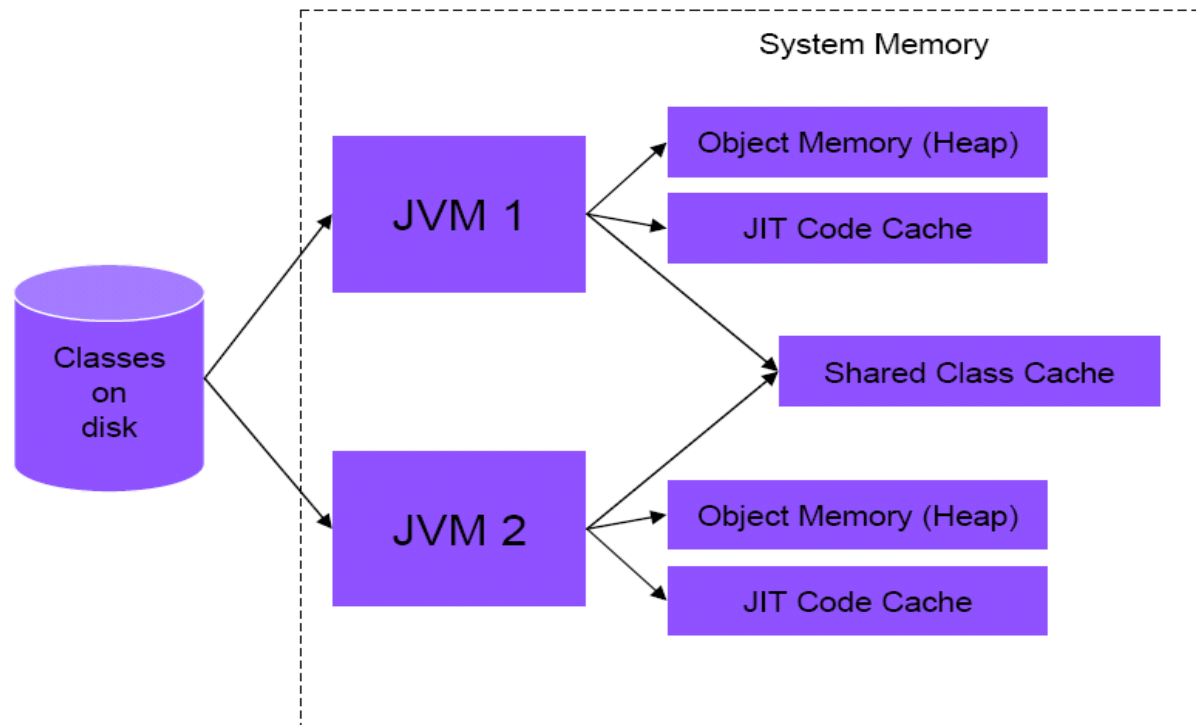 System Memory
Object Memory (Heap)
JVM 1
JIT Code Cache
Classes
on
disk
Shared Class Cache
JVM 2
Object Memory (Heap)
JIT Code Cache